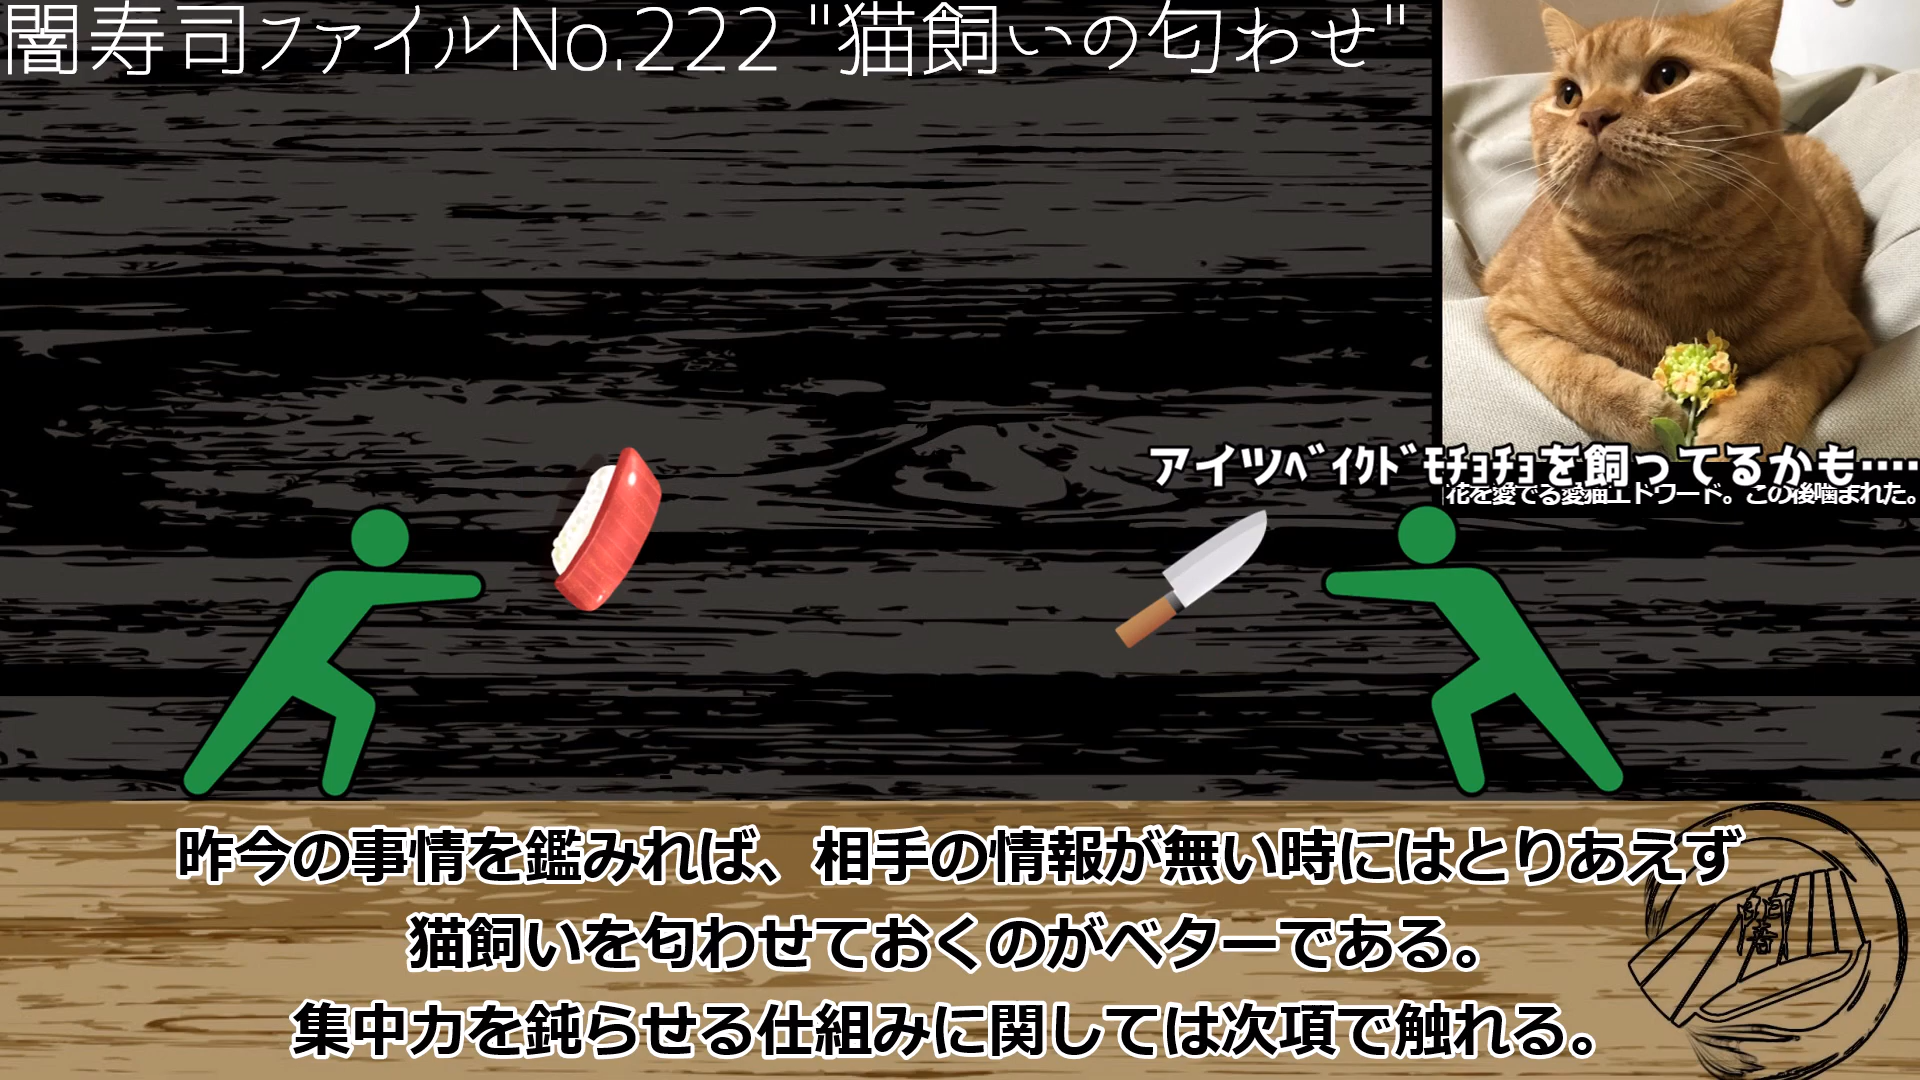 闇寿司ファイルNo.222 "猫飼いの匂わせ"
アイツﾍﾞｲｸﾄﾞﾓﾁｮﾁｮを飼ってるかも‥‥
花を愛でる愛猫エドワード。この後噛まれた。
昨今の事情を鑑みれば、相手の情報が無い時にはとりあえず
猫飼いを匂わせておくのがベターである。
集中力を鈍らせる仕組みに関しては次項で触れる。